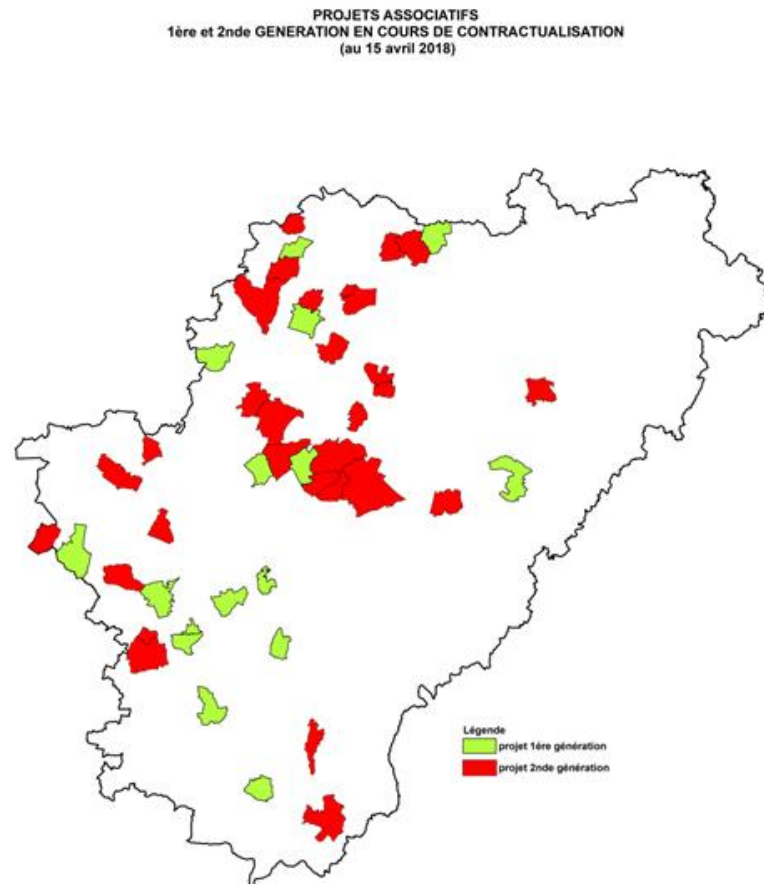 PROJETS ASSOCIATIFS
1ère et 2nde GENERATION EN COURS DE CONTRACTUALISATION
(au 15 avril 2018)
Légende
projet 1ére génération
projet 2nde génération